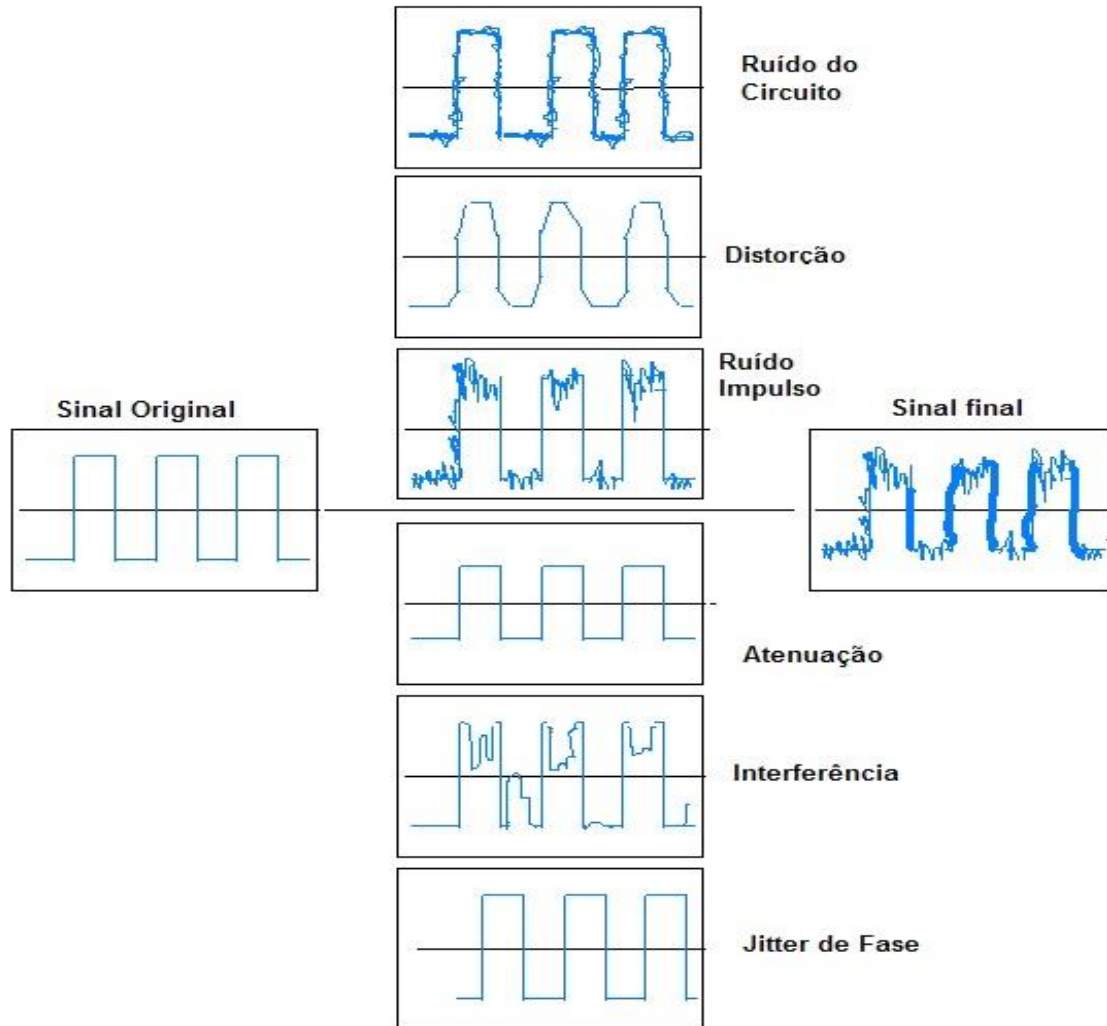 Ruído do
Circuito
Distorção
Ruído
Impulso
Sinal Original
Sinal final
Atenuação
Interferência
Jitter de Fase